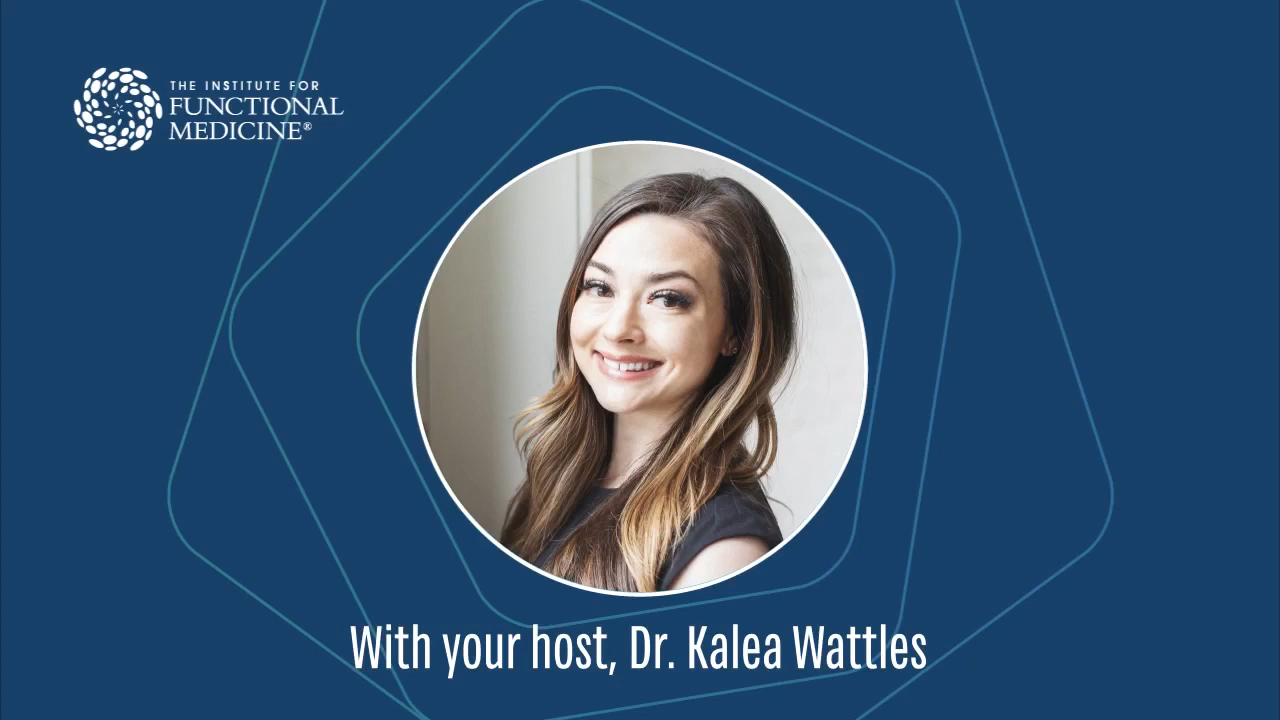 THE INSTITUTE FOR
FUNCTIONAL
MEDICINE®
With your host, Dr. Kalea Wattles